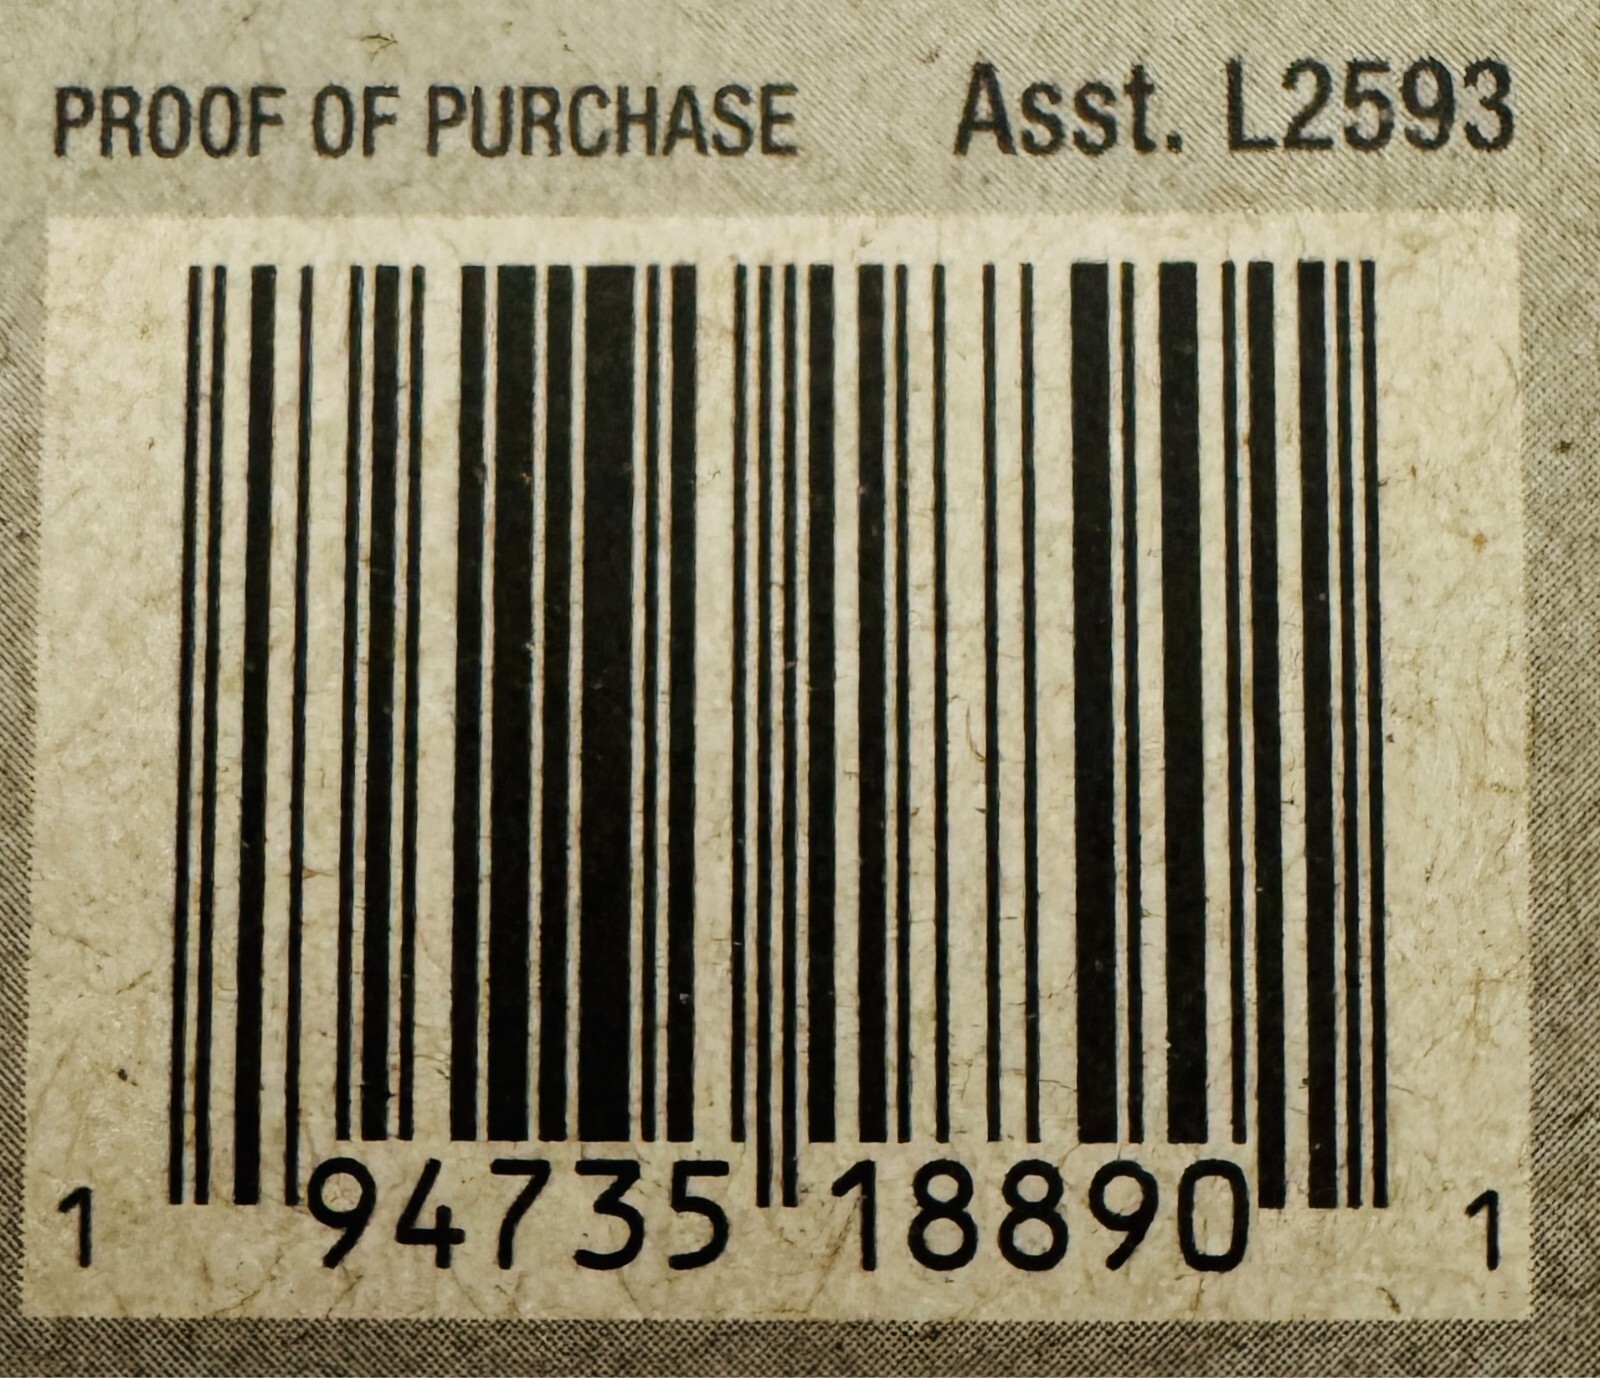 PROOF OF PURCHASE Asst. L2593
1 94735 18890 1